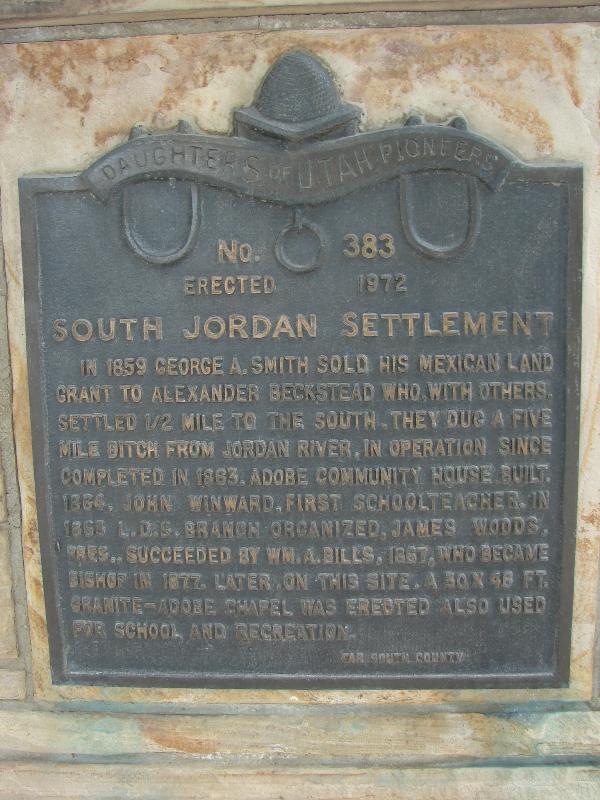 DAUGHTERS OF UTAH PIONEERS
No. 383
ERECTED 1972
SOUTH JORDAN SETTLEMENT
IN 1859 GEORGE A. SMITH SOLD HIS MEXICAN LAND
GRANT TO ALEXANDER BECKSTEAD WHO, WITH OTHERS,
SETTLED 1/2 MILE TO THE SOUTH. THEY DUG A FIVE
MILE DITCH FROM JORDAN RIVER, IN OPERATION SINCE
COMPLETED IN 1863. ADOBE COMMUNITY HOUSE BUILT,
1864, JOHN WINWARD, FIRST SCHOOLTEACHER. IN
1863 L.D.S. BRANCH ORGANIZED, JAMES WOODS,
PRES., SUCCEEDED BY WM. A. BILLS, 1867, WHO BECAME
BISHOP IN 1877. LATER, ON THIS SITE, A 30 X 48 FT.
GRANITE-ADOBE CHAPEL WAS ERECTED ALSO USED
FOR SCHOOL AND RECREATION.
FAR SOUTH COUNTY